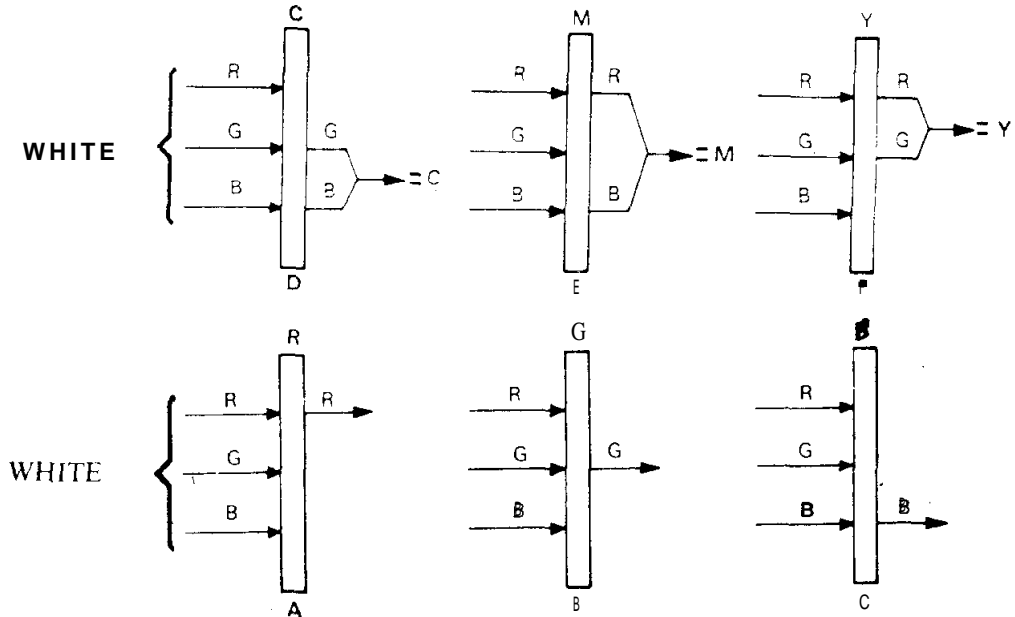 C M Y
R R R R R
WHITE G G G G G
= Y
B B B B B
= C = M
D E F
R G B
R R R R
WHITE G G G G
B B B B
A B C